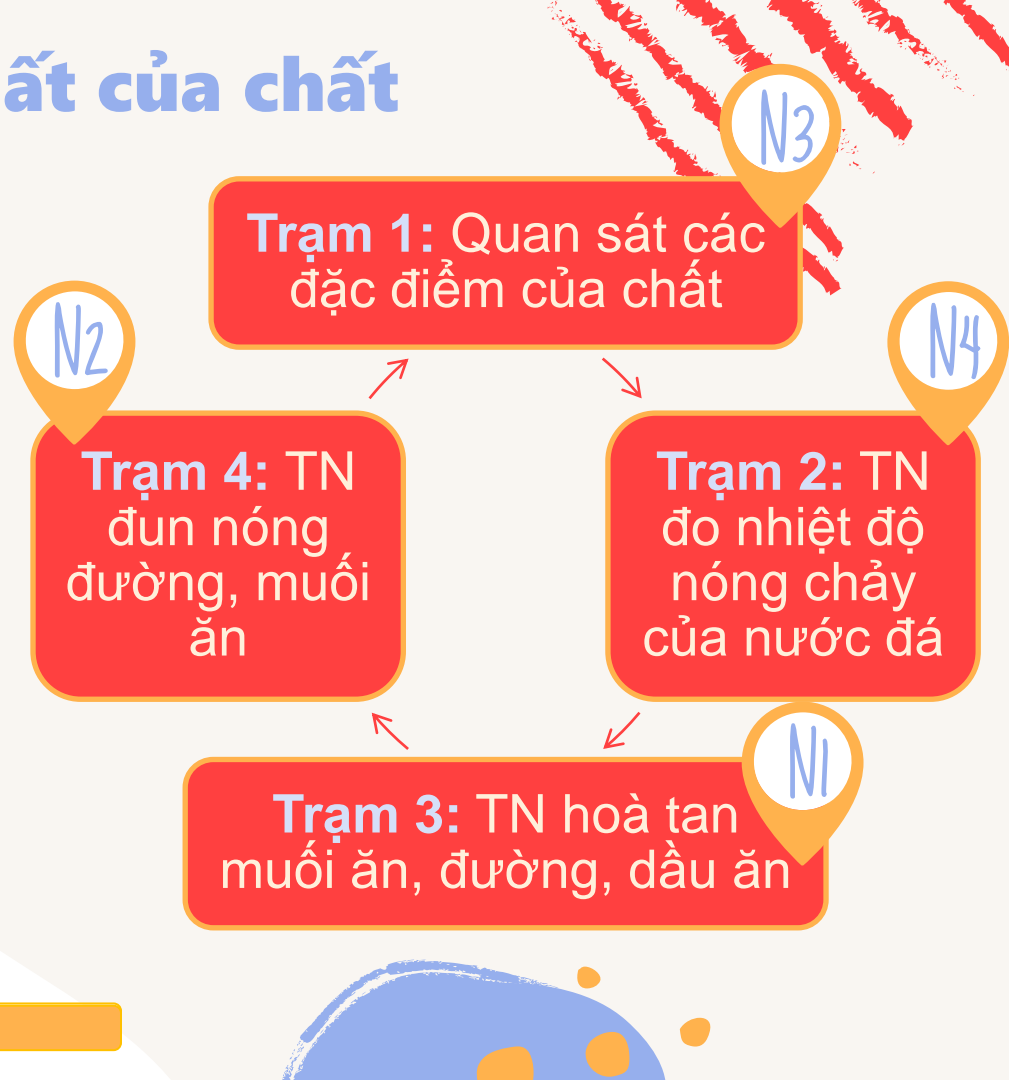 ất của chất
N3
Trạm 1: Quan sát các
đặc điểm của chất
N2
N4
Trạm 4: TN
đun nóng
đường, muối
ăn
Trạm 2: TN
đo nhiệt độ
nóng chảy
của nước đá
N1
Trạm 3: TN hoà tan
muối ăn, đường, dầu ăn